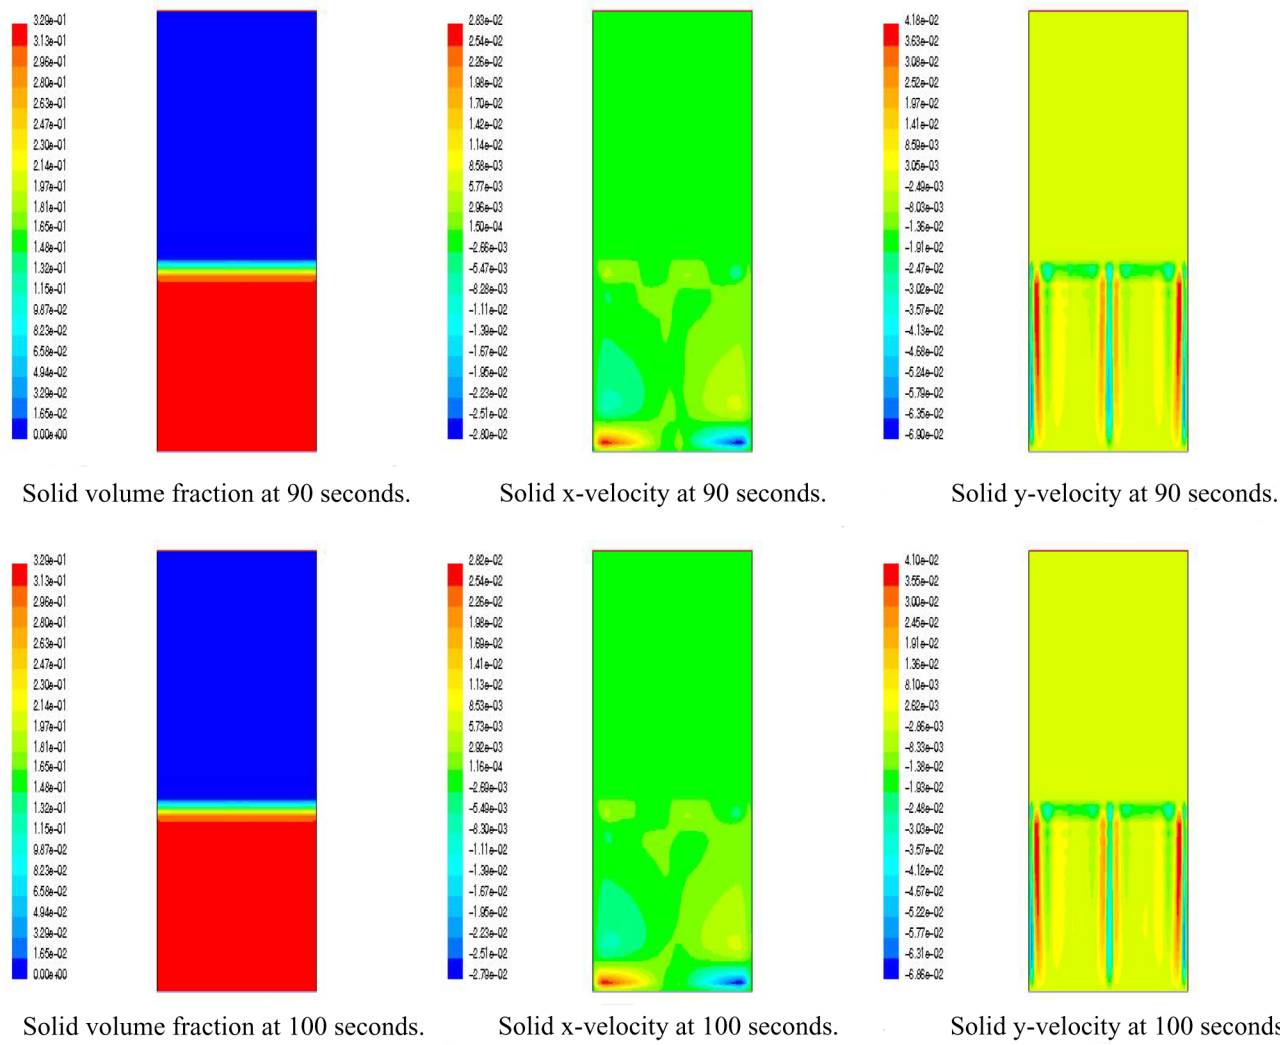 3.29e-01
3.13e-01
2.96e-01
2.80e-01
2.63e-01
2.47e-01
2.30e-01
2.14e-01
1.97e-01
1.81e-01
1.65e-01
1.48e-01
1.32e-01
1.15e-01
9.87e-02
8.23e-02
6.58e-02
4.94e-02
3.29e-02
1.65e-02
0.00e+00
Solid volume fraction at 90 seconds.
2.83e-02
2.54e-02
2.26e-02
1.98e-02
1.70e-02
1.42e-02
1.14e-02
8.58e-03
5.77e-03
2.96e-03
1.50e-04
-2.66e-03
-5.47e-03
-8.28e-03
-1.11e-02
-1.39e-02
-1.67e-02
-1.95e-02
-2.23e-02
-2.51e-02
-2.80e-02
Solid x-velocity at 90 seconds.
4.18e-02
3.63e-02
3.08e-02
2.52e-02
1.97e-02
1.41e-02
8.59e-03
3.05e-03
-2.49e-03
-8.03e-03
-1.36e-02
-1.91e-02
-2.47e-02
-3.02e-02
-3.57e-02
-4.13e-02
-4.68e-02
-5.24e-02
-5.79e-02
-6.35e-02
-6.90e-02
Solid y-velocity at 90 seconds.
3.29e-01
3.13e-01
2.96e-01
2.80e-01
2.63e-01
2.47e-01
2.30e-01
2.14e-01
1.97e-01
1.81e-01
1.65e-01
1.48e-01
1.32e-01
1.15e-01
9.87e-02
8.23e-02
6.58e-02
4.94e-02
3.29e-02
1.65e-02
0.00e+00
Solid volume fraction at 100 seconds.
2.82e-02
2.54e-02
2.26e-02
1.98e-02
1.69e-02
1.41e-02
1.13e-02
8.53e-03
5.73e-03
2.92e-03
1.16e-04
-2.69e-03
-5.49e-03
-8.30e-03
-1.11e-02
-1.39e-02
-1.67e-02
-1.95e-02
-2.23e-02
-2.51e-02
-2.79e-02
Solid x-velocity at 100 seconds.
4.10e-02
3.55e-02
3.00e-02
2.45e-02
1.91e-02
1.36e-02
8.10e-03
2.62e-03
-2.86e-03
-8.33e-03
-1.38e-02
-1.93e-02
-2.48e-02
-3.03e-02
-3.57e-02
-4.12e-02
-4.67e-02
-5.22e-02
-5.77e-02
-6.31e-02
-6.86e-02
Solid y-velocity at 100 seconds